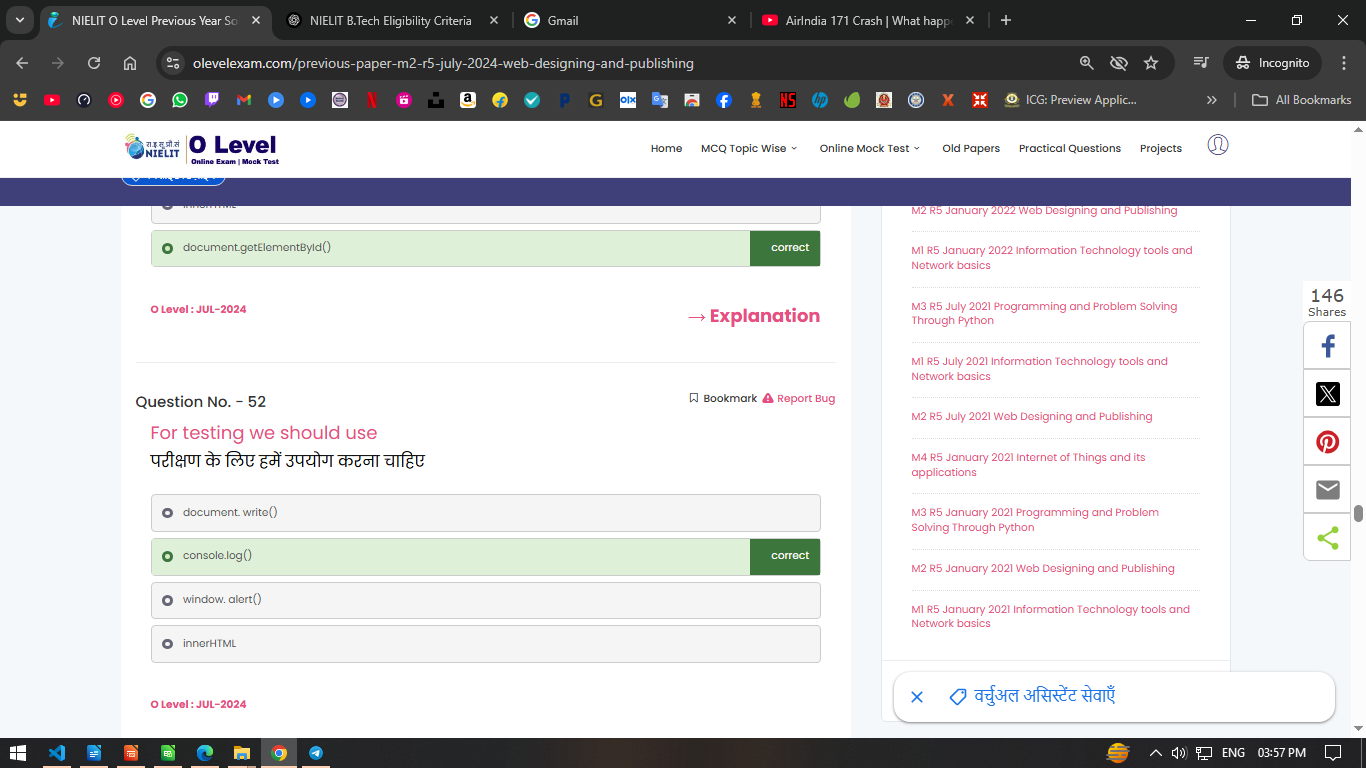 NIELIT O Level Previous Year So
NIELIT B.Tech Eligibility Criteria
Gmail
AirIndia 171 Crash | What happe
olevelexam.com/previous-paper-m2-r5-july-2024-web-designing-and-publishing
Incognito
ICG: Preview Applic...
All Bookmarks
रा.इ.सू.प्रौ.सं
NIELIT
O Level
Online Exam | Mock Test
Home
MCQ Topic Wise
Online Mock Test
Old Papers
Practical Questions
Projects
innerHTML
document.getElementById()
correct
O Level : JUL-2024
→ Explanation
Question No. - 52
Bookmark
Report Bug
For testing we should use
परीक्षण के लिए हमें उपयोग करना चाहिए
document. write()
console.log()
correct
window. alert()
innerHTML
O Level : JUL-2024
M2 R5 January 2022 Web Designing and Publishing
M1 R5 January 2022 Information Technology tools and
Network basics
M3 R5 July 2021 Programming and Problem Solving
Through Python
M1 R5 July 2021 Information Technology tools and
Network basics
M2 R5 July 2021 Web Designing and Publishing
M4 R5 January 2021 Internet of Things and its
applications
M3 R5 January 2021 Programming and Problem
Solving Through Python
M2 R5 January 2021 Web Designing and Publishing
M1 R5 January 2021 Information Technology tools and
Network basics
146
Shares
वर्चुअल असिस्टेंट सेवाएँ
ENG
03:57 PM